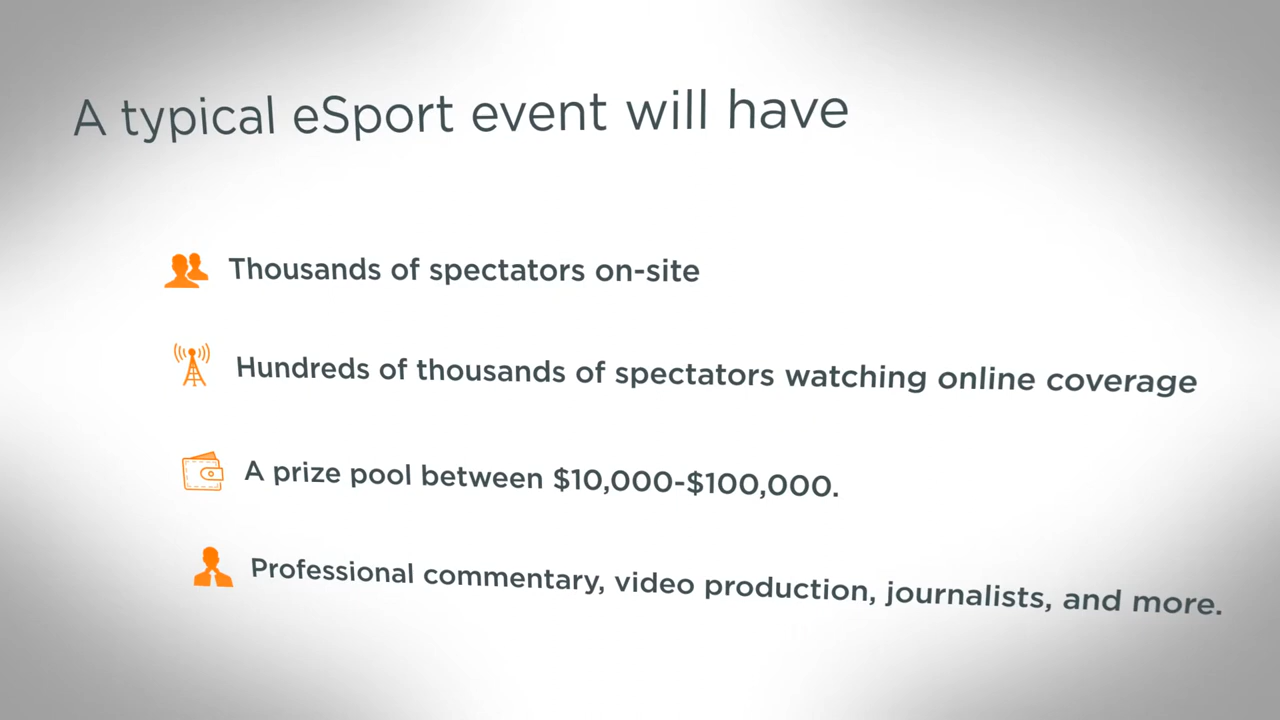 A typical eSport event will have
Thousands of spectators on-site
Hundreds of thousands of spectators watching online coverage
A prize pool between $10,000-$100,000.
Professional commentary, video production, journalists, and more.